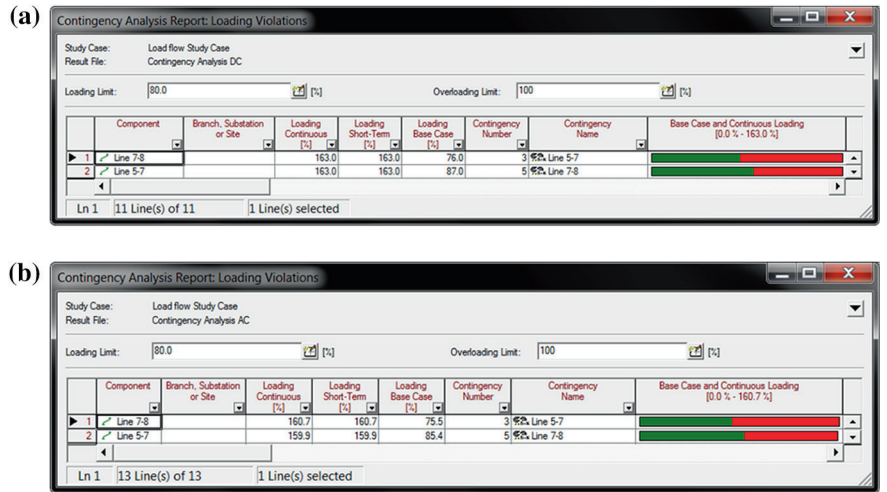 (a)
Contingency Analysis Report: Loading Violations
Study Case: Load flow Study Case
Result File: Contingency Analysis DC
Loading Limit: 80.0 [%] Overloading Limit: 100 [%]
Component Branch, Substation or Site Loading Continuous [%] Loading Short-Term [%] Loading Base Case [%] Contingency Number Contingency Name Base Case and Continuous Loading [0.0 % - 163.0 %]
1 Line 7-8 163.0 163.0 76.0 3 Line 5-7
2 Line 5-7 163.0 163.0 87.0 5 Line 7-8
Ln 1 11 Line(s) of 11 1 Line(s) selected
(b)
Contingency Analysis Report: Loading Violations
Study Case: Load flow Study Case
Result File: Contingency Analysis AC
Loading Limit: 80.0 [%] Overloading Limit: 100 [%]
Component Branch, Substation or Site Loading Continuous [%] Loading Short-Term [%] Loading Base Case [%] Contingency Number Contingency Name Base Case and Continuous Loading [0.0 % - 160.7 %]
1 Line 7-8 160.7 160.7 75.5 3 Line 5-7
2 Line 5-7 159.9 159.9 85.4 5 Line 7-8
Ln 1 13 Line(s) of 13 1 Line(s) selected